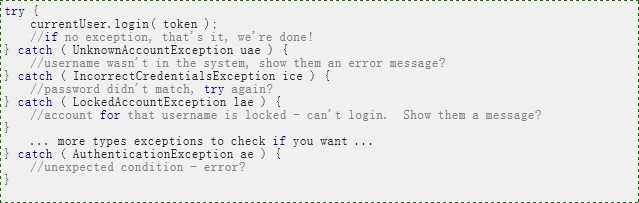 try {
    currentUser.login( token );
    //if no exception, that's it, we're done!
} catch ( UnknownAccountException uae ) {
    //username wasn't in the system, show them an error message?
} catch ( IncorrectCredentialsException ice ) {
    //password didn't match, try again?
} catch ( LockedAccountException lae ) {
    //account for that username is locked - can't login.  Show them a message?
}
    ... more types exceptions to check if you want ...
} catch ( AuthenticationException ae ) {
    //unexpected condition - error?
}